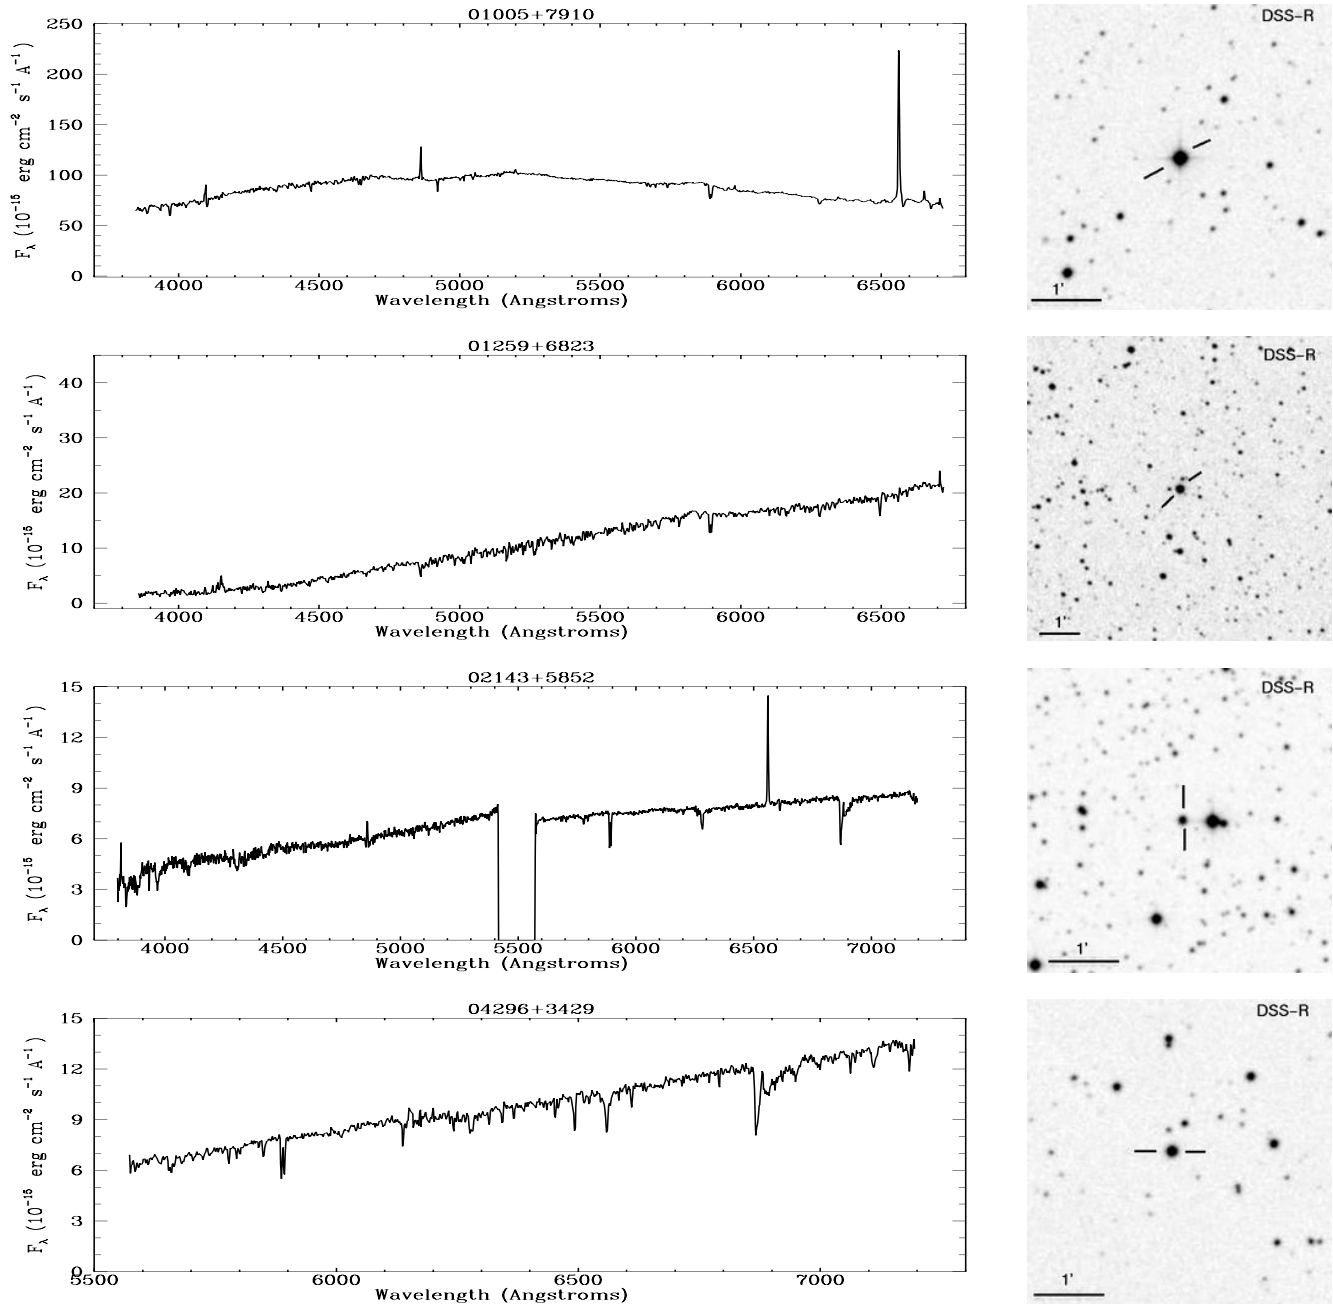 01005+7910
DSS-R
250
200
150
100
50
0
F_λ (10⁻¹⁵ erg cm⁻² s⁻¹ A⁻¹)
4000 4500 5000 5500 6000 6500
Wavelength (Angstroms)
1'
01259+6823
DSS-R
40
30
20
10
0
F_λ (10⁻¹⁵ erg cm⁻² s⁻¹ A⁻¹)
4000 4500 5000 5500 6000 6500
Wavelength (Angstroms)
1'
02143+5852
DSS-R
15
12
9
6
3
0
F_λ (10⁻¹⁵ erg cm⁻² s⁻¹ A⁻¹)
4000 4500 5000 5500 6000 6500 7000
Wavelength (Angstroms)
1'
04296+3429
DSS-R
15
12
9
6
3
0
F_λ (10⁻¹⁵ erg cm⁻² s⁻¹ A⁻¹)
5500 6000 6500 7000
1'